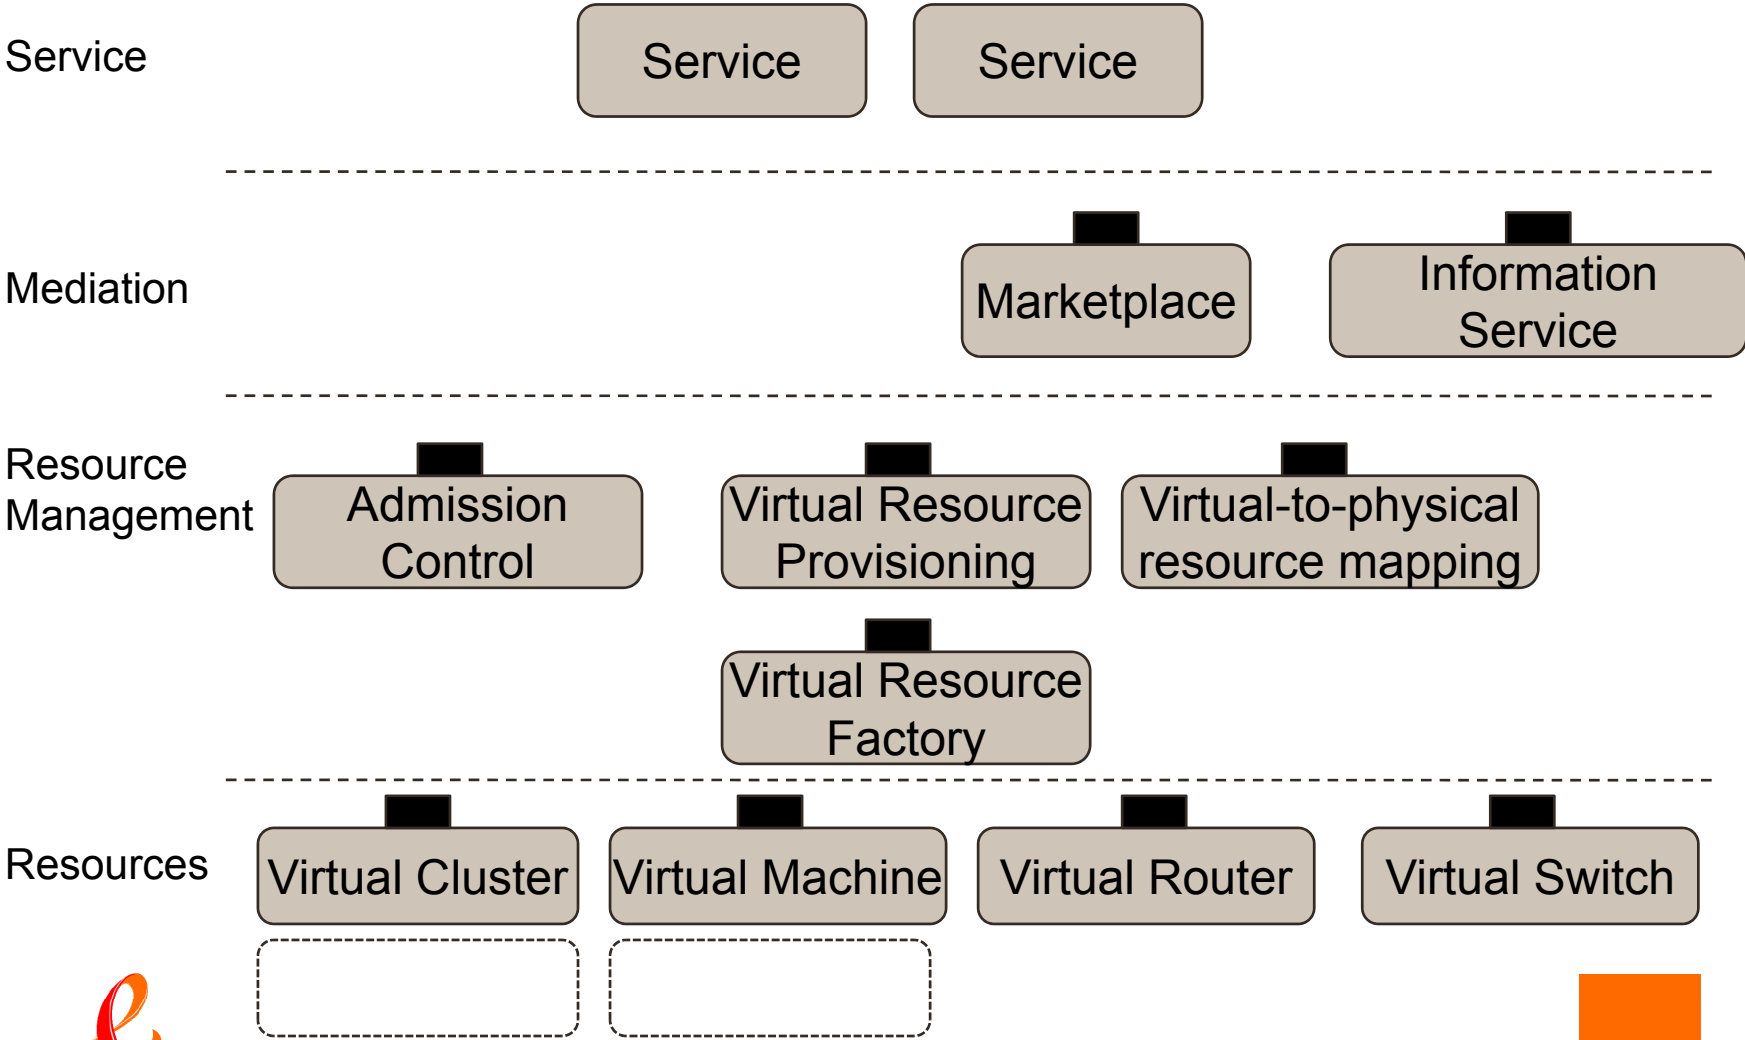 Service
Service
Service
Mediation
Marketplace
Information
Service
Resource
Management
Admission
Control
Virtual Resource
Provisioning
Virtual-to-physical
resource mapping
Virtual Resource
Factory
Resources
Virtual Cluster
Virtual Machine
Virtual Router
Virtual Switch